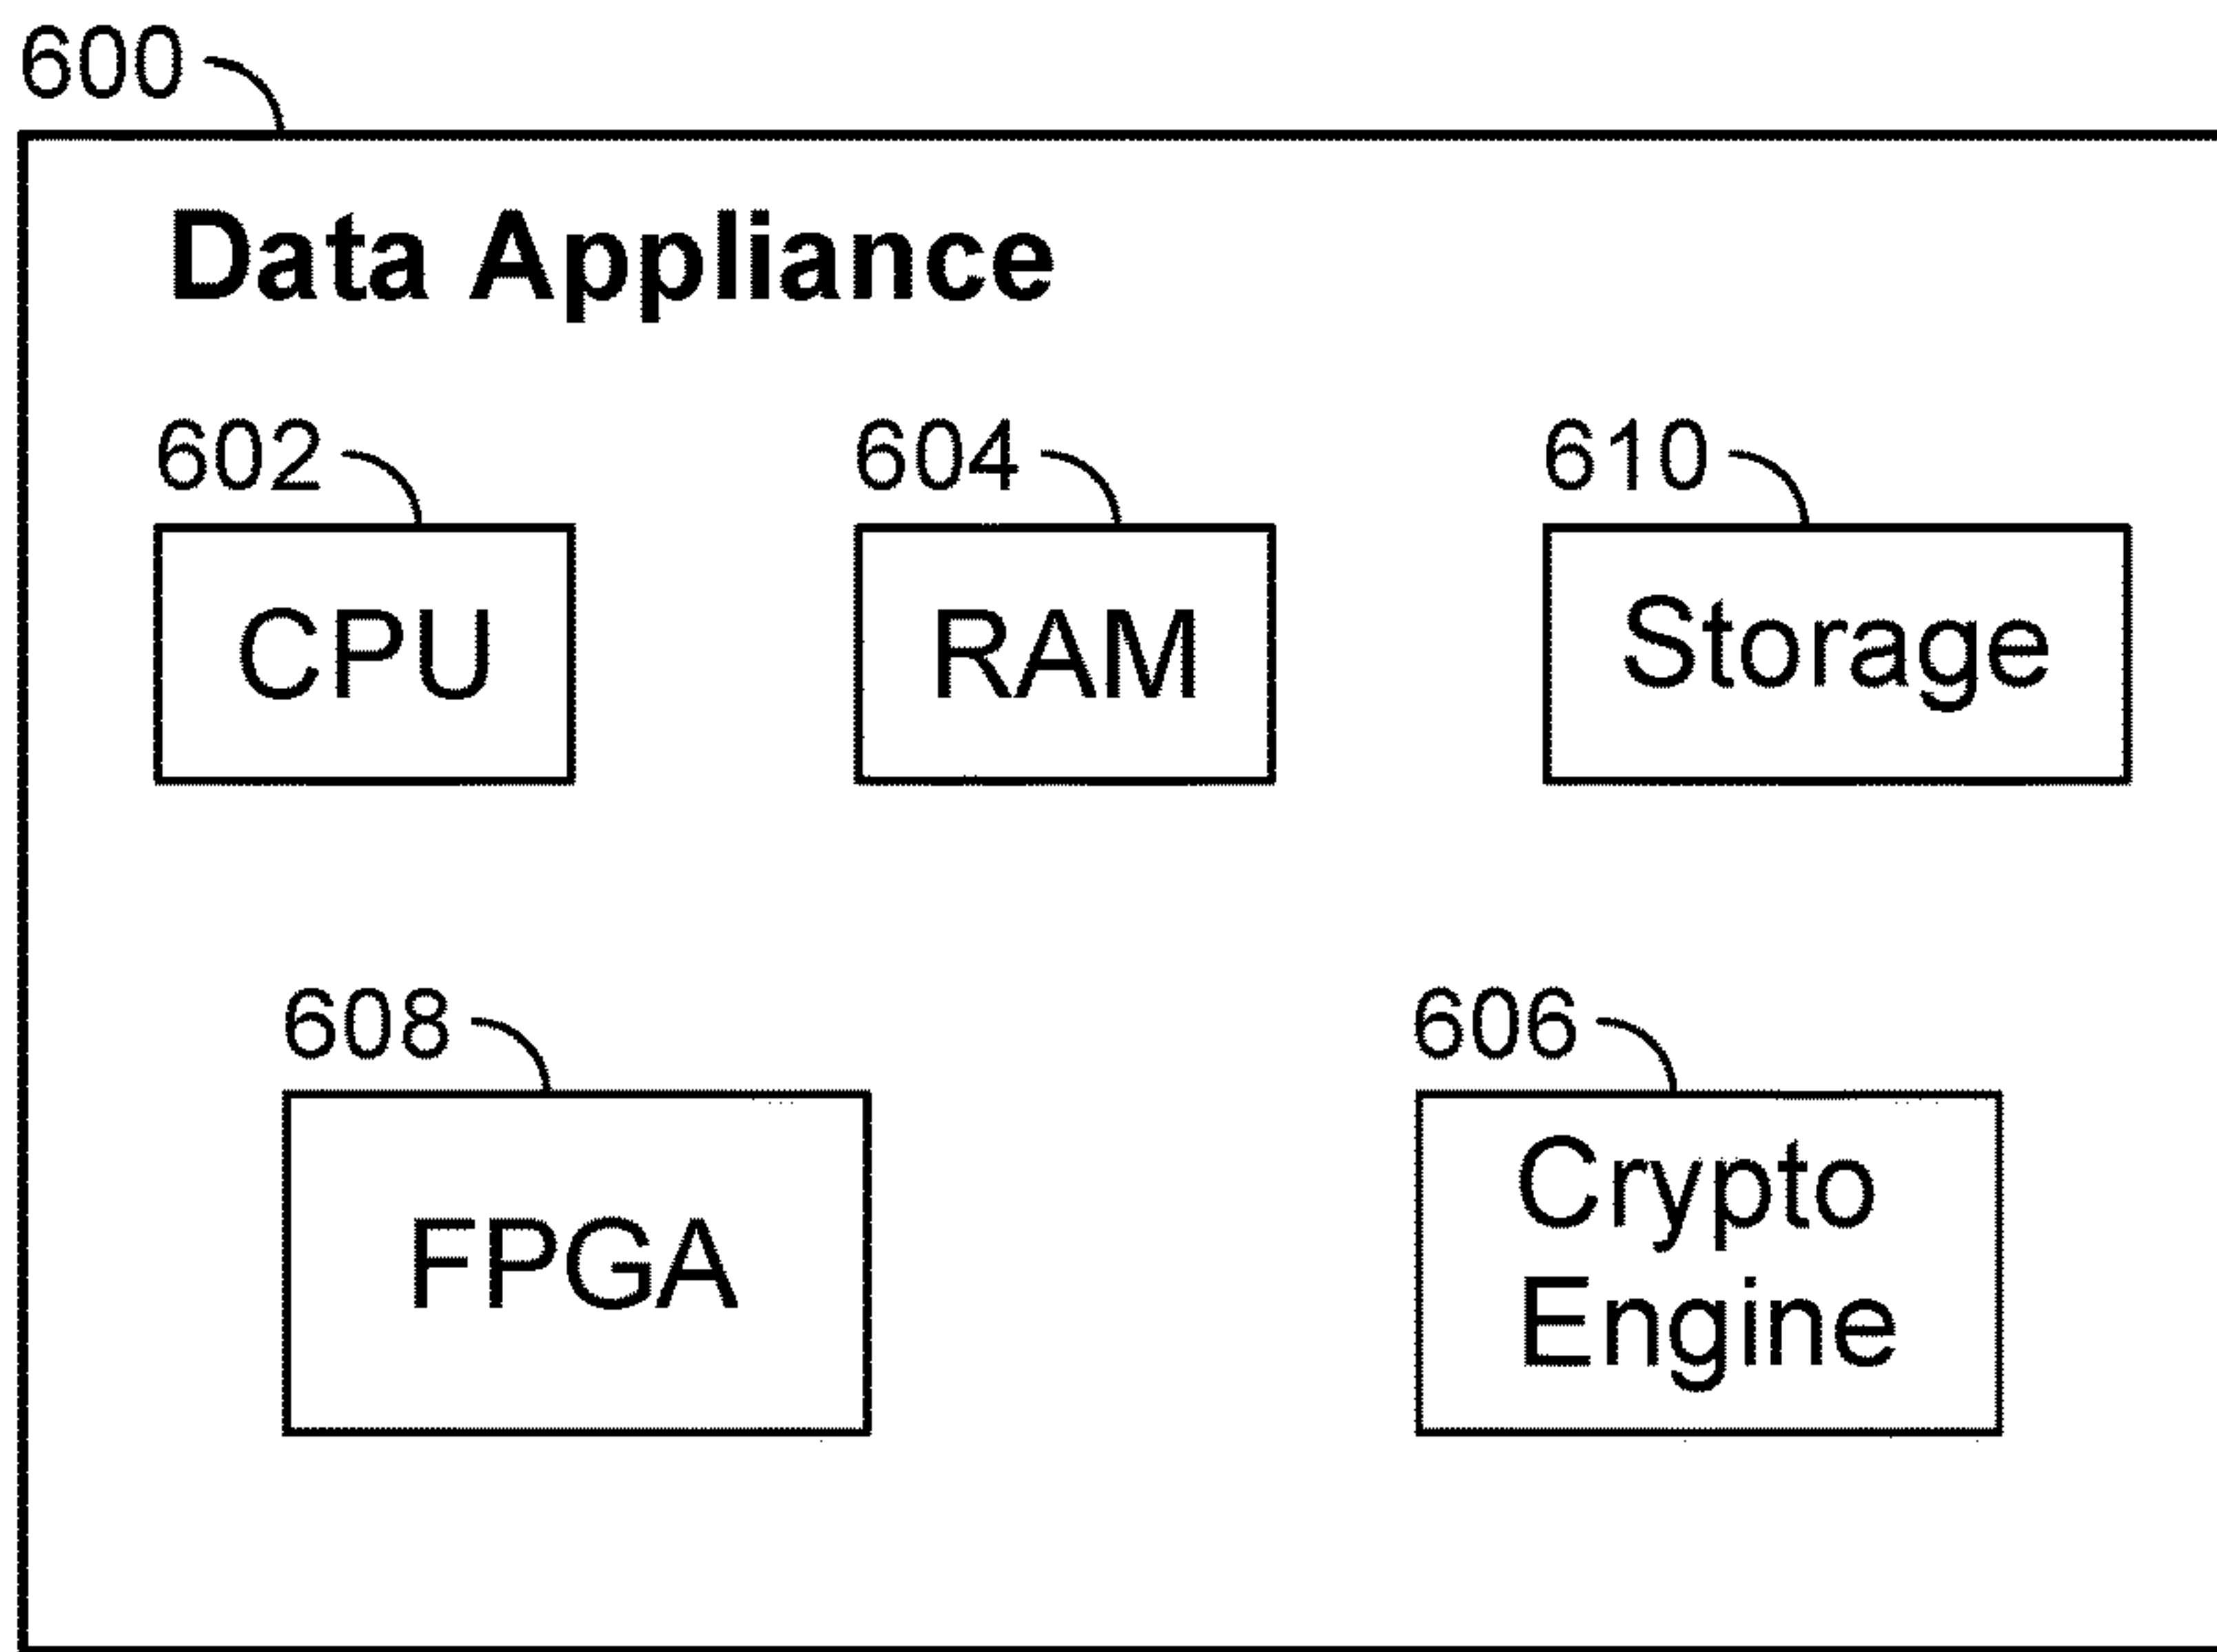 600
Data Appliance
602
604
610
CPU
RAM
Storage
608
606
FPGA
Crypto
Engine